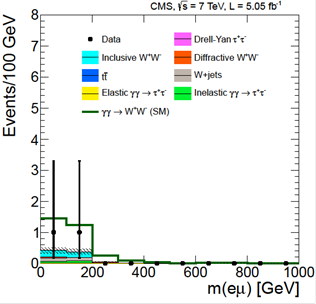 CMS, √s = 7 TeV, L = 5.05 fb⁻¹
Events/100 GeV
8
7
6
5
4
3
2
1
0
Data
Drell-Yan τ⁺τ⁻
Inclusive W⁺W⁻
Diffractive W⁺W⁻
tt̄
W+jets
Elastic γγ → τ⁺τ⁻
Inelastic γγ → τ⁺τ⁻
γγ → W⁺W⁻ (SM)
0 200 400 600 800 1000
m(eμ) [GeV]